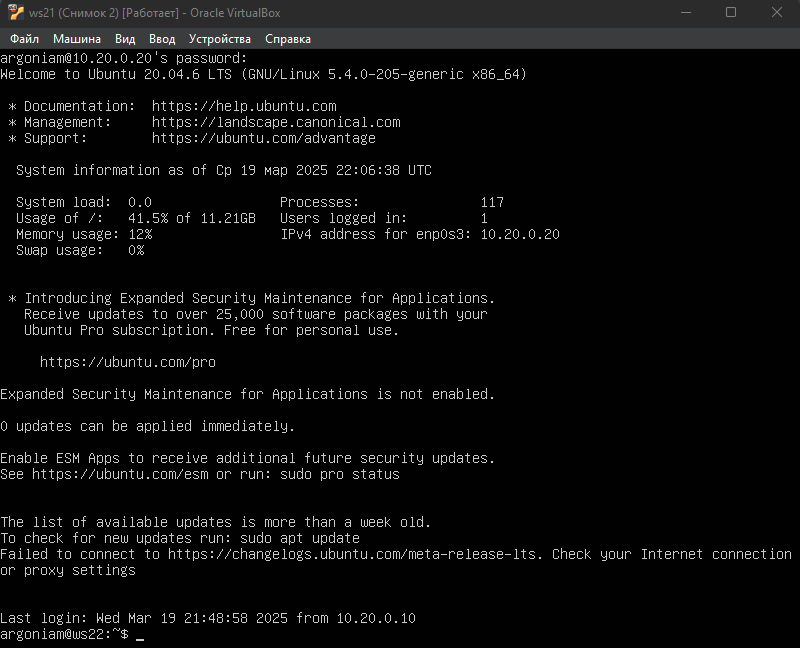 ws21 (Снимок 2) [Работает] - Oracle VirtualBox
Файл Машина Вид Ввод Устройства Справка
argoniam@10.20.0.20's password:
Welcome to Ubuntu 20.04.6 LTS (GNU/Linux 5.4.0-205-generic x86_64)
* Documentation: https://help.ubuntu.com
* Management: https://landscape.canonical.com
* Support: https://ubuntu.com/advantage
System information as of Ср 19 мар 2025 22:06:38 UTC
System load: 0.0 Processes: 117
Usage of /: 41.5% of 11.21GB Users logged in: 1
Memory usage: 12% IPv4 address for enp0s3: 10.20.0.20
Swap usage: 0%
* Introducing Expanded Security Maintenance for Applications.
Receive updates to over 25,000 software packages with your
Ubuntu Pro subscription. Free for personal use.
https://ubuntu.com/pro
Expanded Security Maintenance for Applications is not enabled.
0 updates can be applied immediately.
Enable ESM Apps to receive additional future security updates.
See https://ubuntu.com/esm or run: sudo pro status
The list of available updates is more than a week old.
To check for new updates run: sudo apt update
Failed to connect to https://changelogs.ubuntu.com/meta-release-lts. Check your Internet connection
or proxy settings
Last login: Wed Mar 19 21:48:58 2025 from 10.20.0.10
argoniam@ws22:~$ _